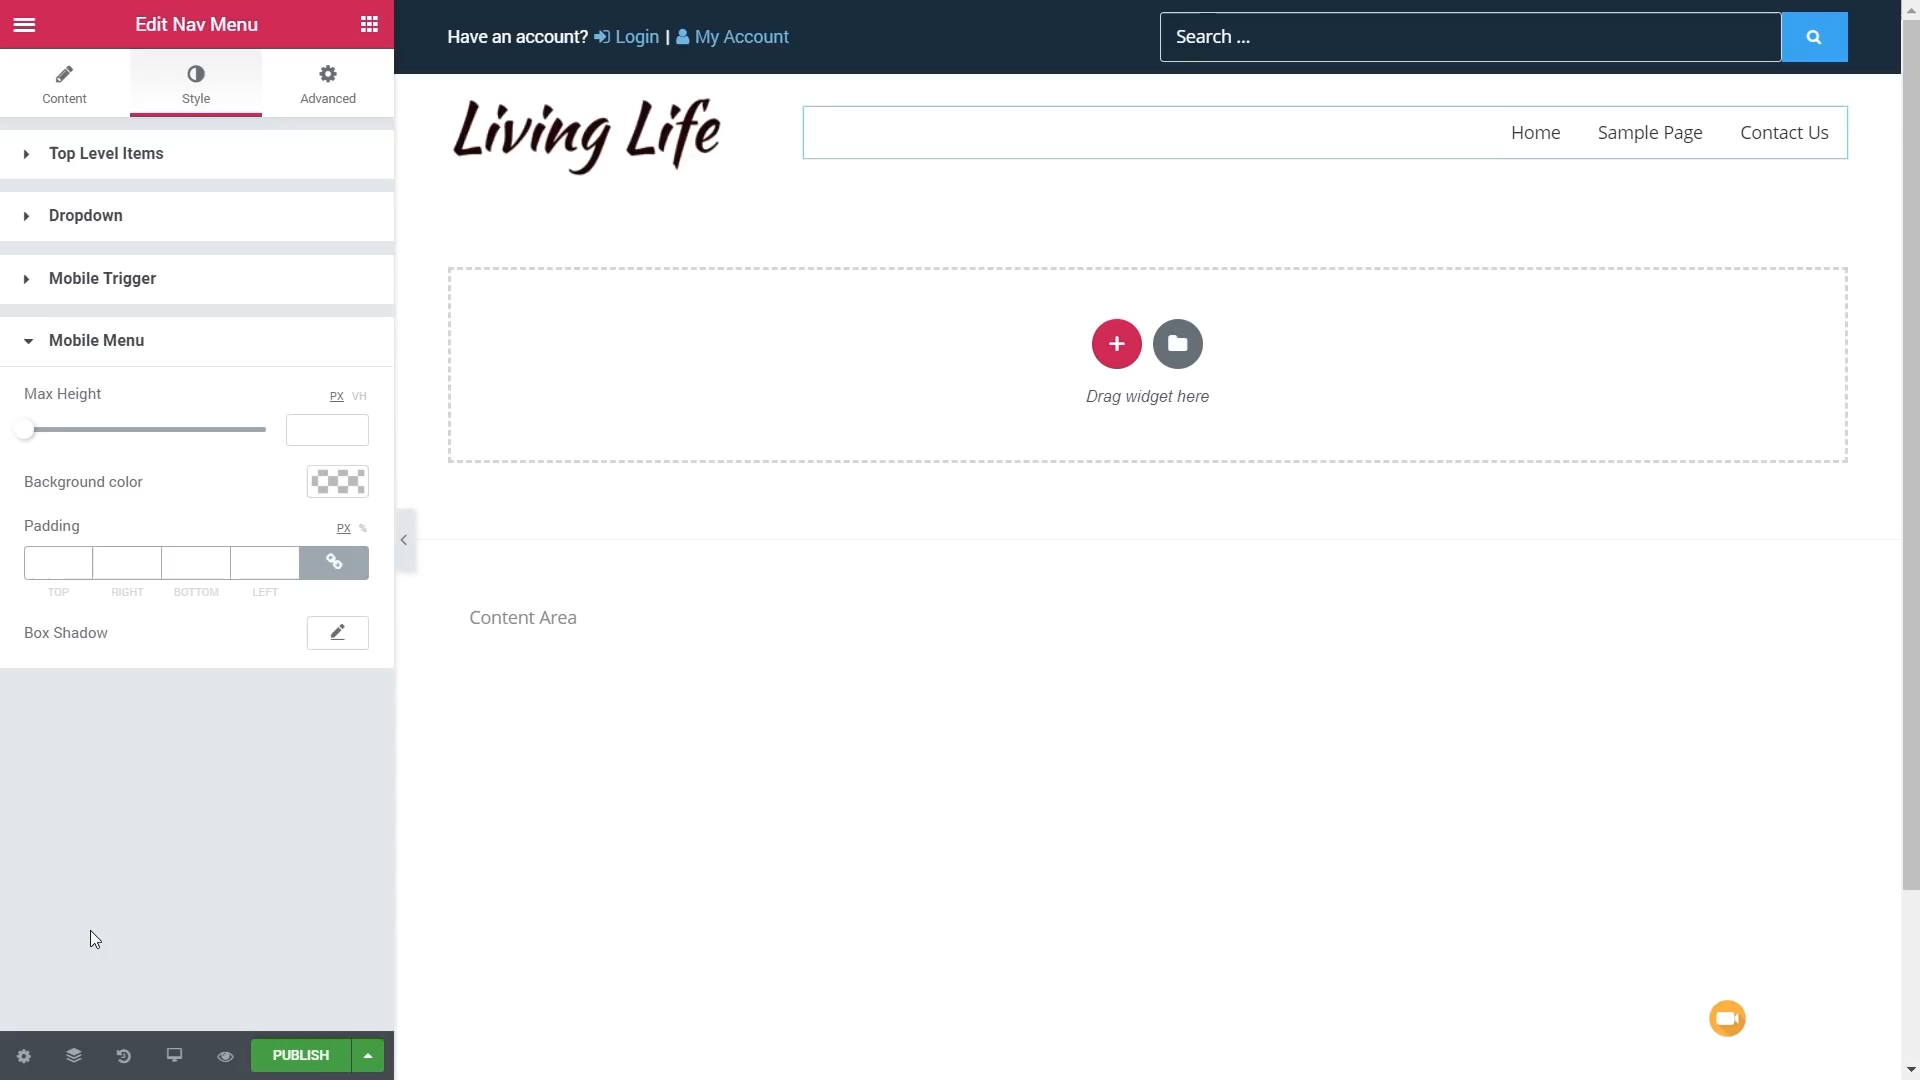 Edit Nav Menu
Content
Style
Advanced
Top Level Items
Dropdown
Mobile Trigger
Mobile Menu
Max Height
PX VH
Background color
Padding
PX %
TOP RIGHT BOTTOM LEFT
Box Shadow
PUBLISH
Have an account? Login | My Account
Search ...
Living Life
Home Sample Page Contact Us
Drag widget here
Content Area